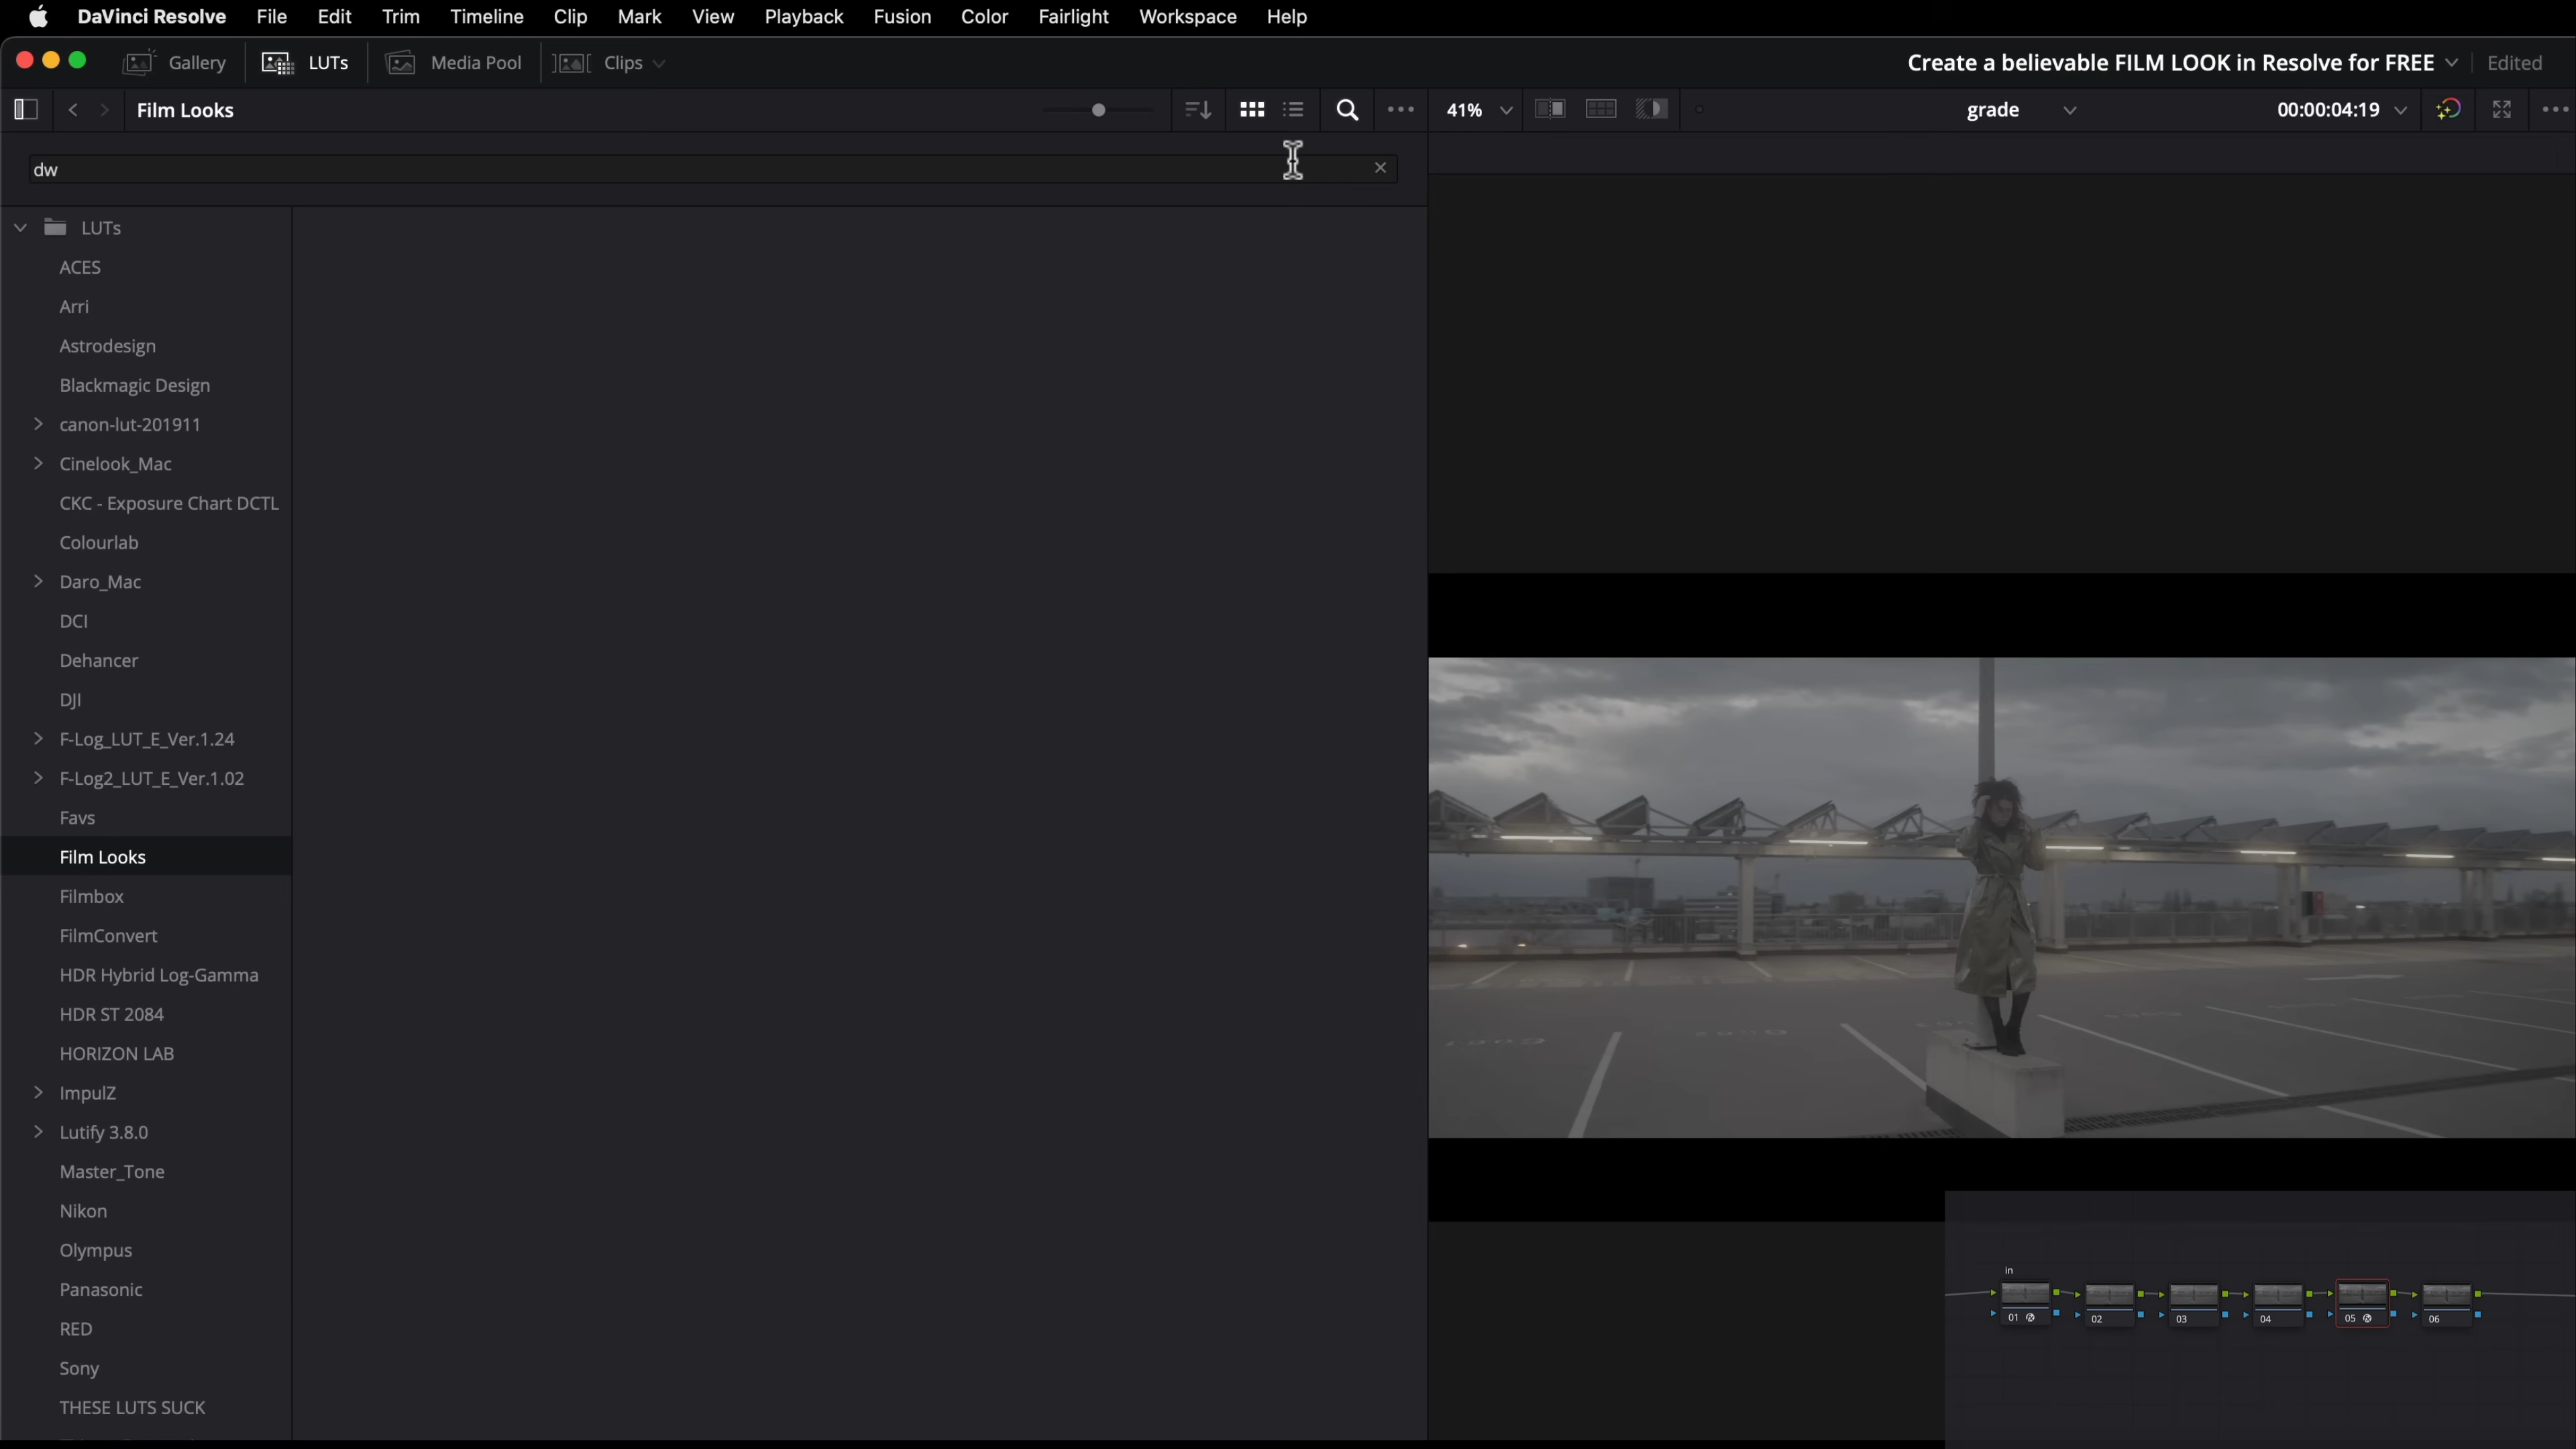 DaVinci Resolve File Edit Trim Timeline Clip Mark View Playback Fusion Color Fairlight Workspace Help
Gallery LUTs Media Pool Clips Create a believable FILM LOOK in Resolve for FREE Edited
Film Looks 41% grade 00:00:04:19
dw
LUTs
ACES
Arri
Astrodesign
Blackmagic Design
canon-lut-201911
Cinelook_Mac
CKC - Exposure Chart DCTL
Colourlab
Daro_Mac
DCI
Dehancer
DJI
F-Log_LUT_E_Ver.1.24
F-Log2_LUT_E_Ver.1.02
Favs
Film Looks
Filmbox
FilmConvert
HDR Hybrid Log-Gamma
HDR ST 2084
HORIZON LAB
ImpulZ
Lutify 3.8.0
Master_Tone
Nikon
Olympus
Panasonic
RED
Sony
THESE LUTS SUCK
in
01 02 03 04 05 06